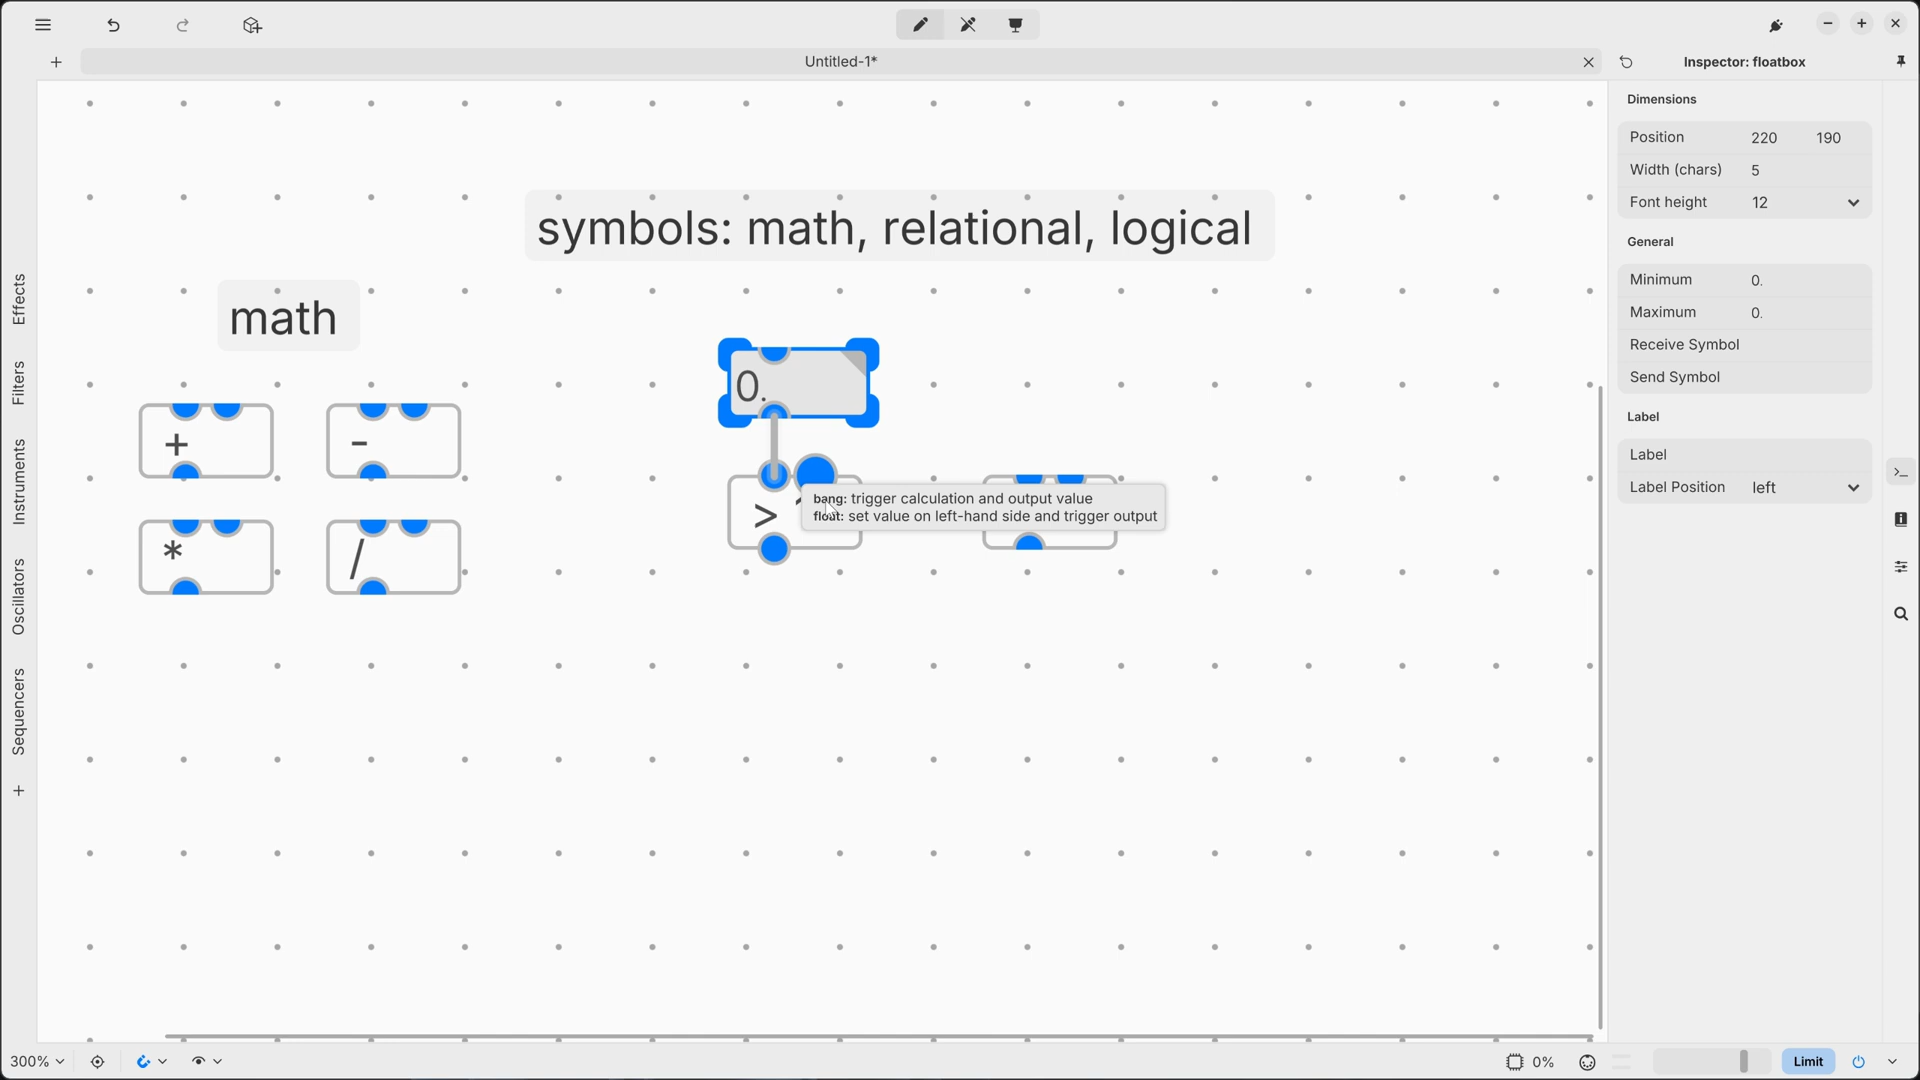 Untitled-1*
Inspector: floatbox
Dimensions
Position 220 190
Width (chars) 5
Font height 12
General
Minimum 0.
Maximum 0.
Receive Symbol
Send Symbol
Label
Label
Label Position left
Effects
Filters
Instruments
Oscillators
Sequencers
+
symbols: math, relational, logical
math
+
-
*
/
0.
>
bang: trigger calculation and output value
float: set value on left-hand side and trigger output
300%
0%
Limit